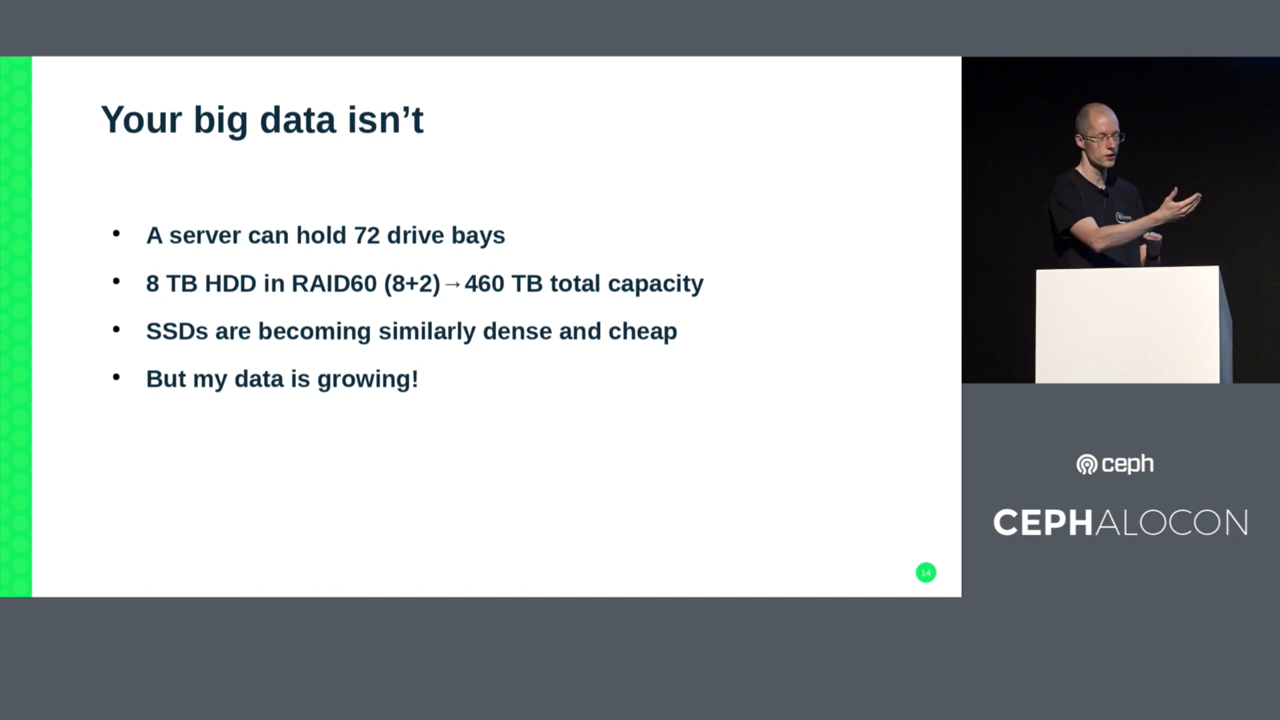 Your big data isn’t
• A server can hold 72 drive bays
• 8 TB HDD in RAID60 (8+2)→460 TB total capacity
• SSDs are becoming similarly dense and cheap
• But my data is growing!
14
ceph
CEPHALOCON